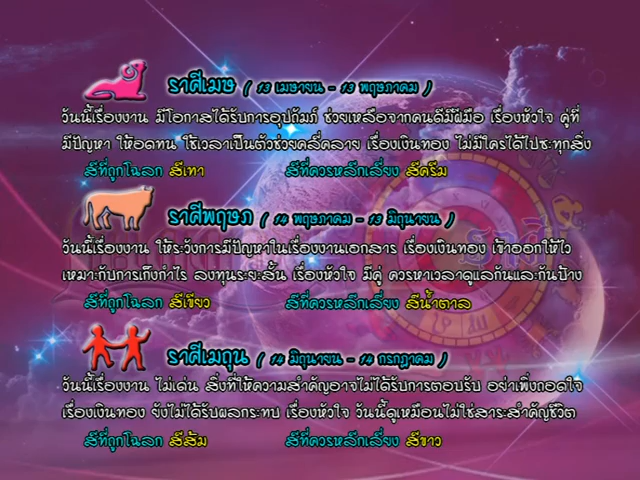 ราศีเมษ ( 13 เมษายน - 13 พฤษภาคม )
วันนี้เรื่องงาน มีโอกาสได้รับการอุปถัมภ์ ช่วยเหลือจากคนดีมีฝีมือ เรื่องหัวใจ คู่ที่
มีปัญหา ให้อดทน ใช้เวลาเป็นตัวช่วยคลี่คลาย เรื่องเงินทอง ไม่มีใครได้ไปซะทุกสิ่ง
สีที่ถูกโฉลก สีเทา สีที่ควรหลีกเลี่ยง สีครีม
ราศีพฤษภ ( 14 พฤษภาคม - 13 มิถุนายน )
วันนี้เรื่องงาน ให้ระวังการมีปัญหาในเรื่องงานเอกสาร เรื่องเงินทอง เข้าออกให้ไว
เหมาะกับการเก็งกำไร ลงทุนระยะสั้น เรื่องหัวใจ มีคู่ ควรหาเวลาดูแลกันและกันบ้าง
สีที่ถูกโฉลก สีเขียว สีที่ควรหลีกเลี่ยง สีน้ำตาล
ราศีเมถุน ( 14 มิถุนายน - 14 กรกฎาคม )
วันนี้เรื่องงาน ไม่เด่น สิ่งที่ให้ความสำคัญอาจไม่ได้รับการตอบรับ อย่าเพิ่งถอดใจ
เรื่องเงินทอง ยังไม่ได้รับผลกระทบ เรื่องหัวใจ วันนี้ดูเหมือนไม่ใช่สาระสำคัญชีวิต
สีที่ถูกโฉลก สีส้ม สีที่ควรหลีกเลี่ยง สีขาว